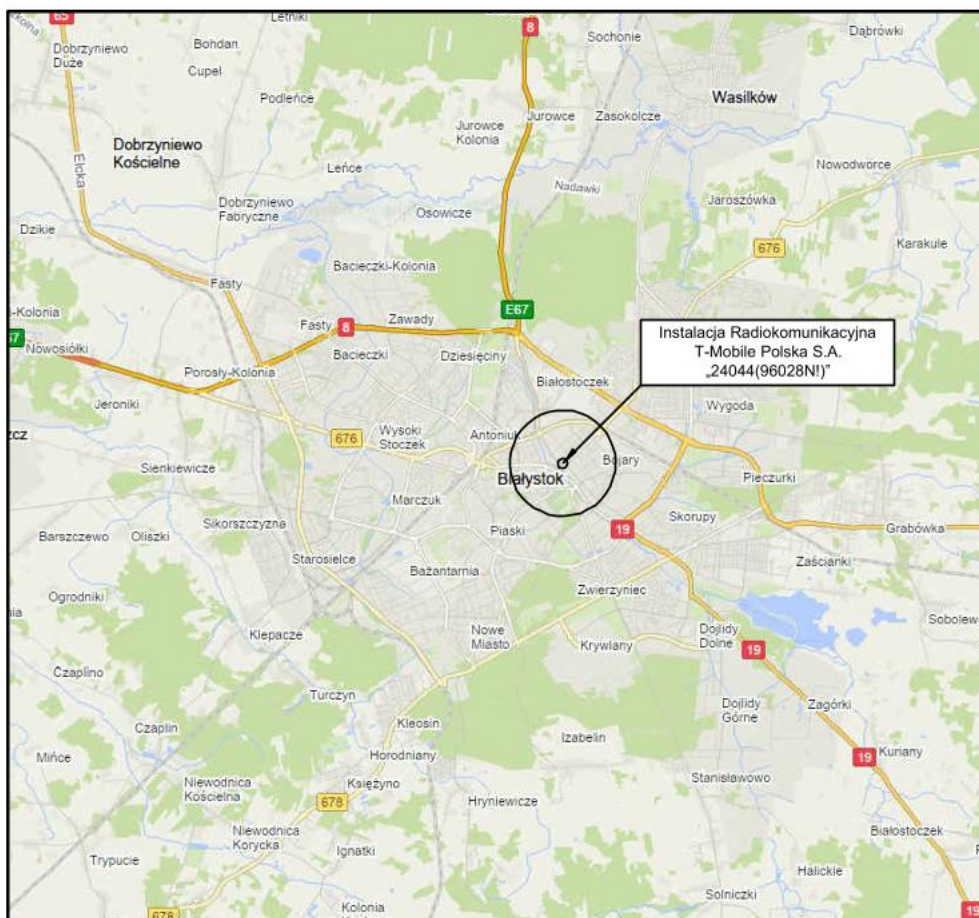 65
Letniki
8
Sochonie
Dąbrówki
Dobrzyniewo
Duże
Bohdan
Cupel
Podleńce
Wasilków
Jurowce
Zasokolcze
Jurowce
Kolonia
Dobrzyniewo
Kościelne
Ełcka
Leńce
Nadawki
Nowodworce
Jaroszówka
Dobrzyniewo
Fabryczne
Osowicze
Dzikie
676
Karakule
Bacieczki-Kolonia
Fasty
i-Kolonia
E67
67
Nowosiółki
Fasty
8
Zawady
Instalacja Radiokomunikacyjna
T-Mobile Polska S.A.
„24044(96028N!)”
Bacieczki
Dziesięciny
Porosły-Kolonia
Białostoczek
Jeroniki
Wygoda
676
Wysoki
Stoczek
Antoniuk
Bojary
Sienkiewicze
Białystok
Pieczurki
Marczuk
Sikorszczyzna
Skorupy
Barszczewo
Oliszki
Piaski
19
Grabówka
Starosielce
Bażantarnia
Zaścianki
Zwierzyniec
Ogrodniki
Klepacze
Nowe
Miasto
Krywlany
Dojlidy
Dolne
Sobolew
19
Czaplino
Turczyn
Dojlidy
Górne
Zagórki
Czaplin
Kleosin
Izabelin
Mińce
Horodniany
19
Kuriany
Niewodnica
Kościelna
Księżyno
Stanisławowo
678
Hryniewicze
Niewodnica
Korycka
Białostoczek
Trypucie
Ignatki
Halickie
678
Kolonia
Solniczki
19